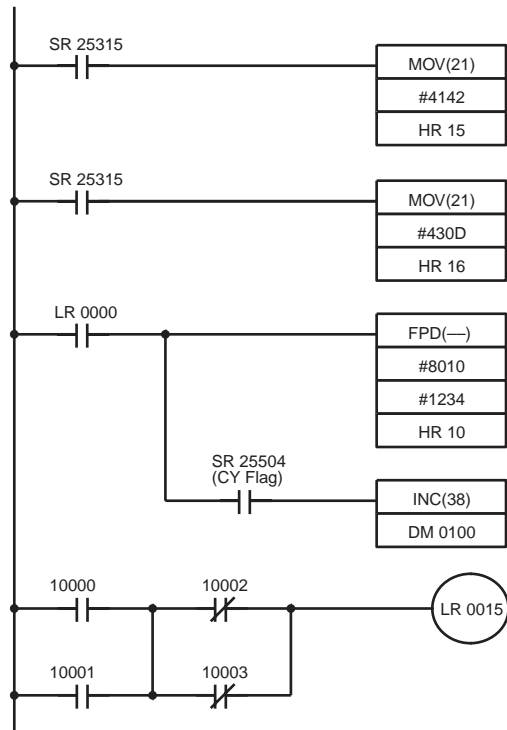 SR 25315
MOV(21)
#4142
HR 15
SR 25315
MOV(21)
#430D
HR 16
LR 0000
FPD(––)
#8010
#1234
HR 10
SR 25504
(CY Flag)
INC(38)
DM 0100
10000
10002
LR 0015
10001
10003